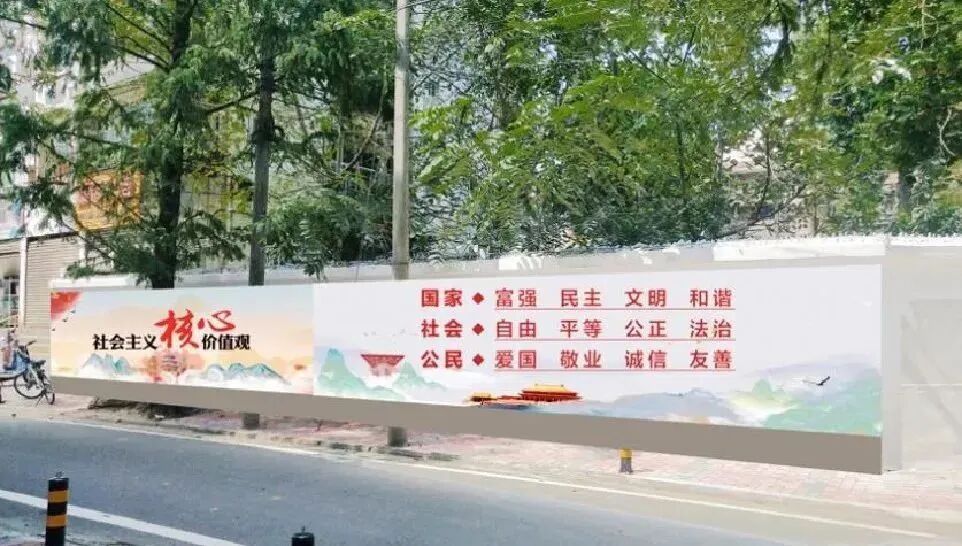 社会主义核心价值观
国家 富强 民主 文明 和谐
社会 自由 平等 公正 法治
公民 爱国 敬业 诚信 友善